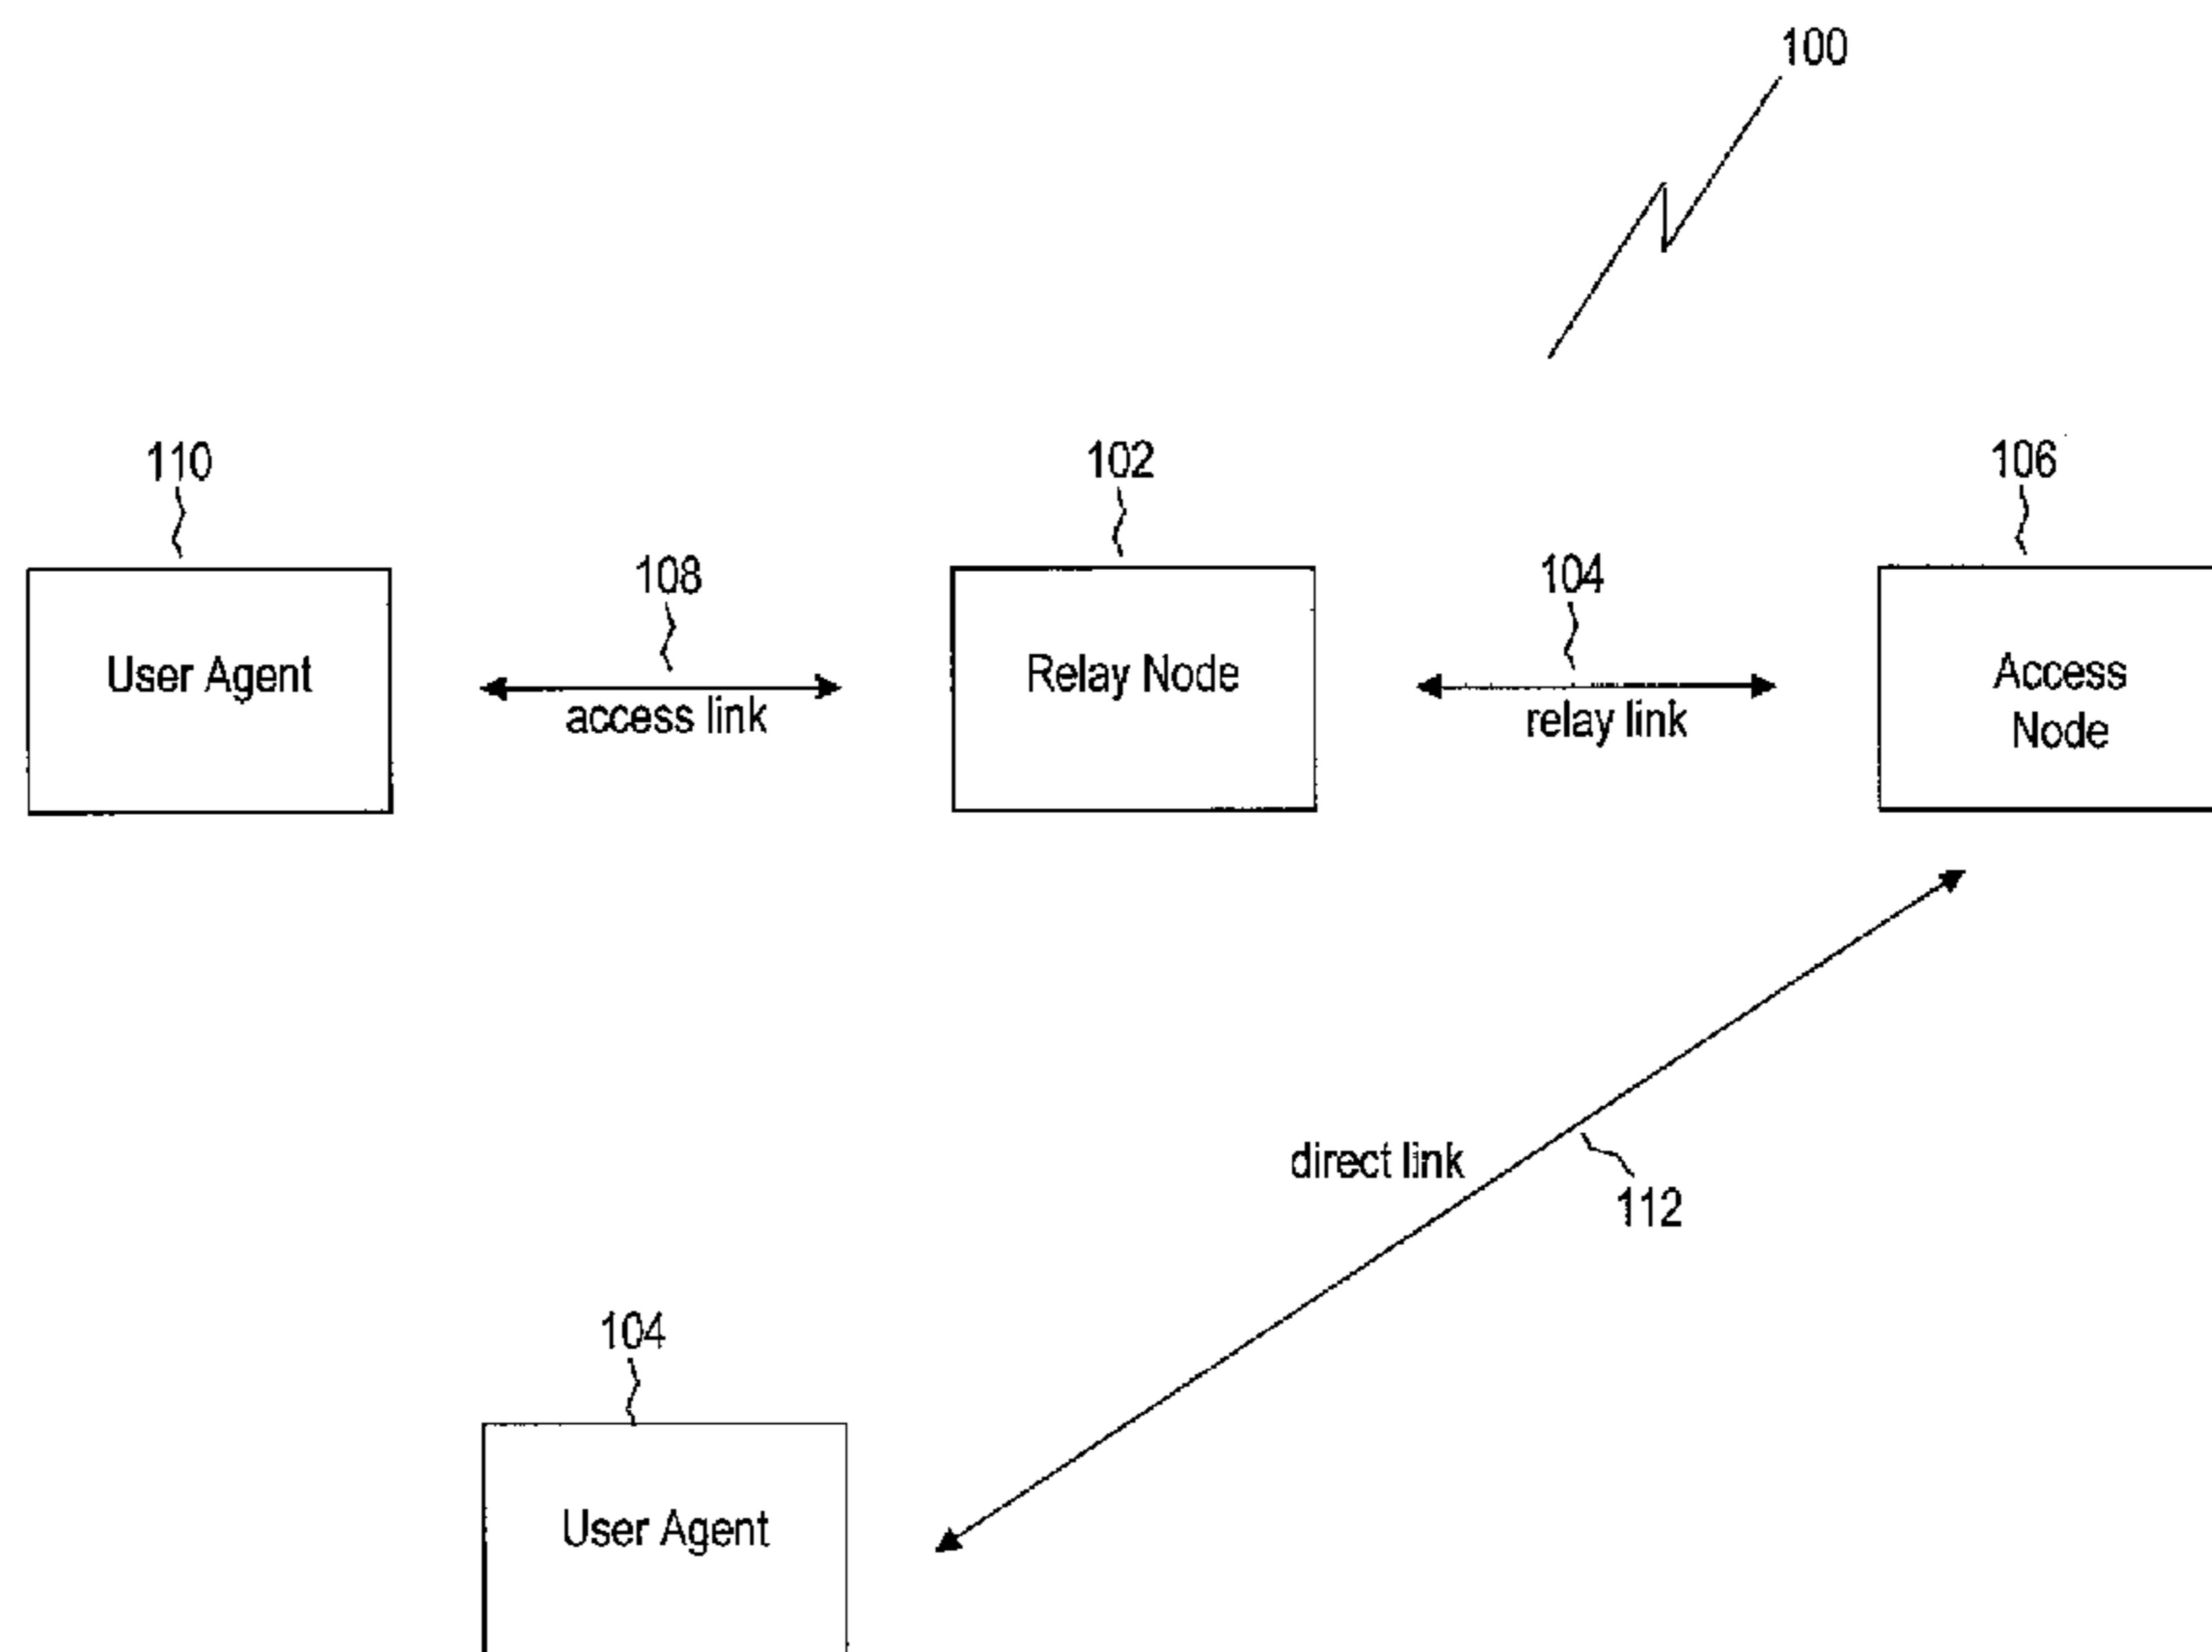 100
110
102
106
108
104
User Agent
Relay Node
Access
Node
access link
relay link
direct link
112
104
User Agent